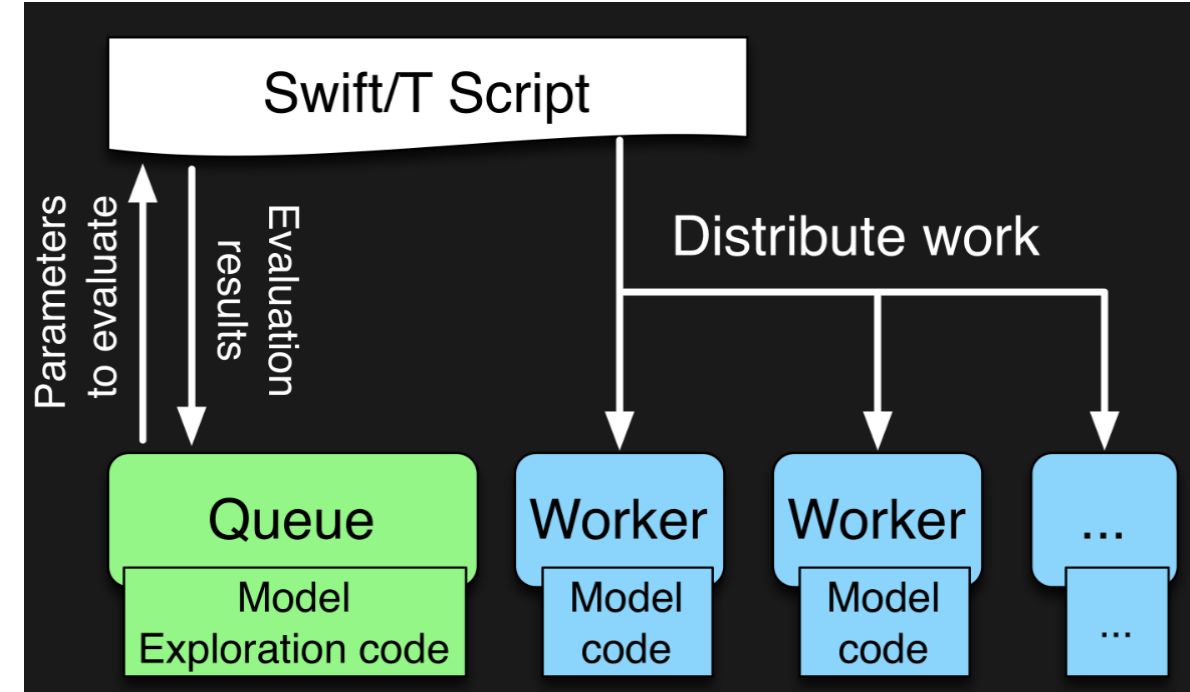 Swift/T Script
Parameters
to evaluate
Evaluation
results
Distribute work
Queue
Model
Exploration code
Worker
Model
code
Worker
Model
code
...
...